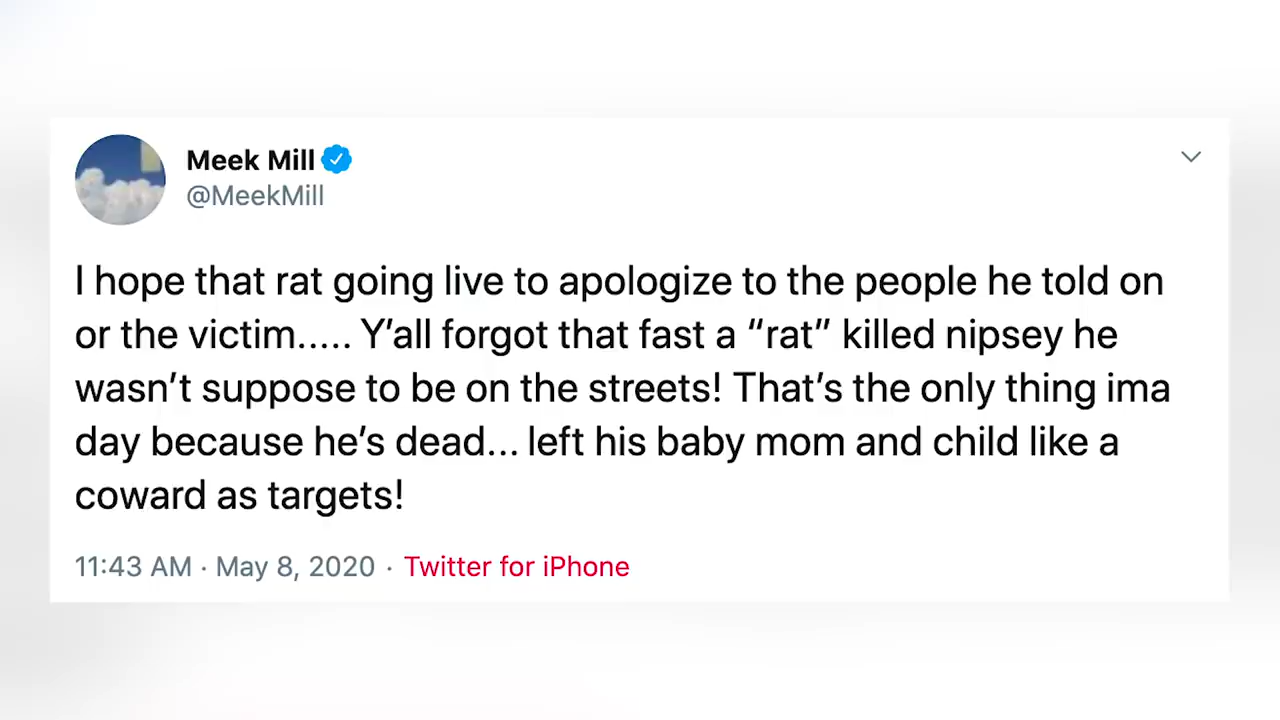 Meek Mill
@MeekMill
I hope that rat going live to apologize to the people he told on
or the victim..... Y’all forgot that fast a “rat” killed nipsey he
wasn’t suppose to be on the streets! That’s the only thing ima
day because he’s dead... left his baby mom and child like a
coward as targets!
11:43 AM · May 8, 2020 · Twitter for iPhone